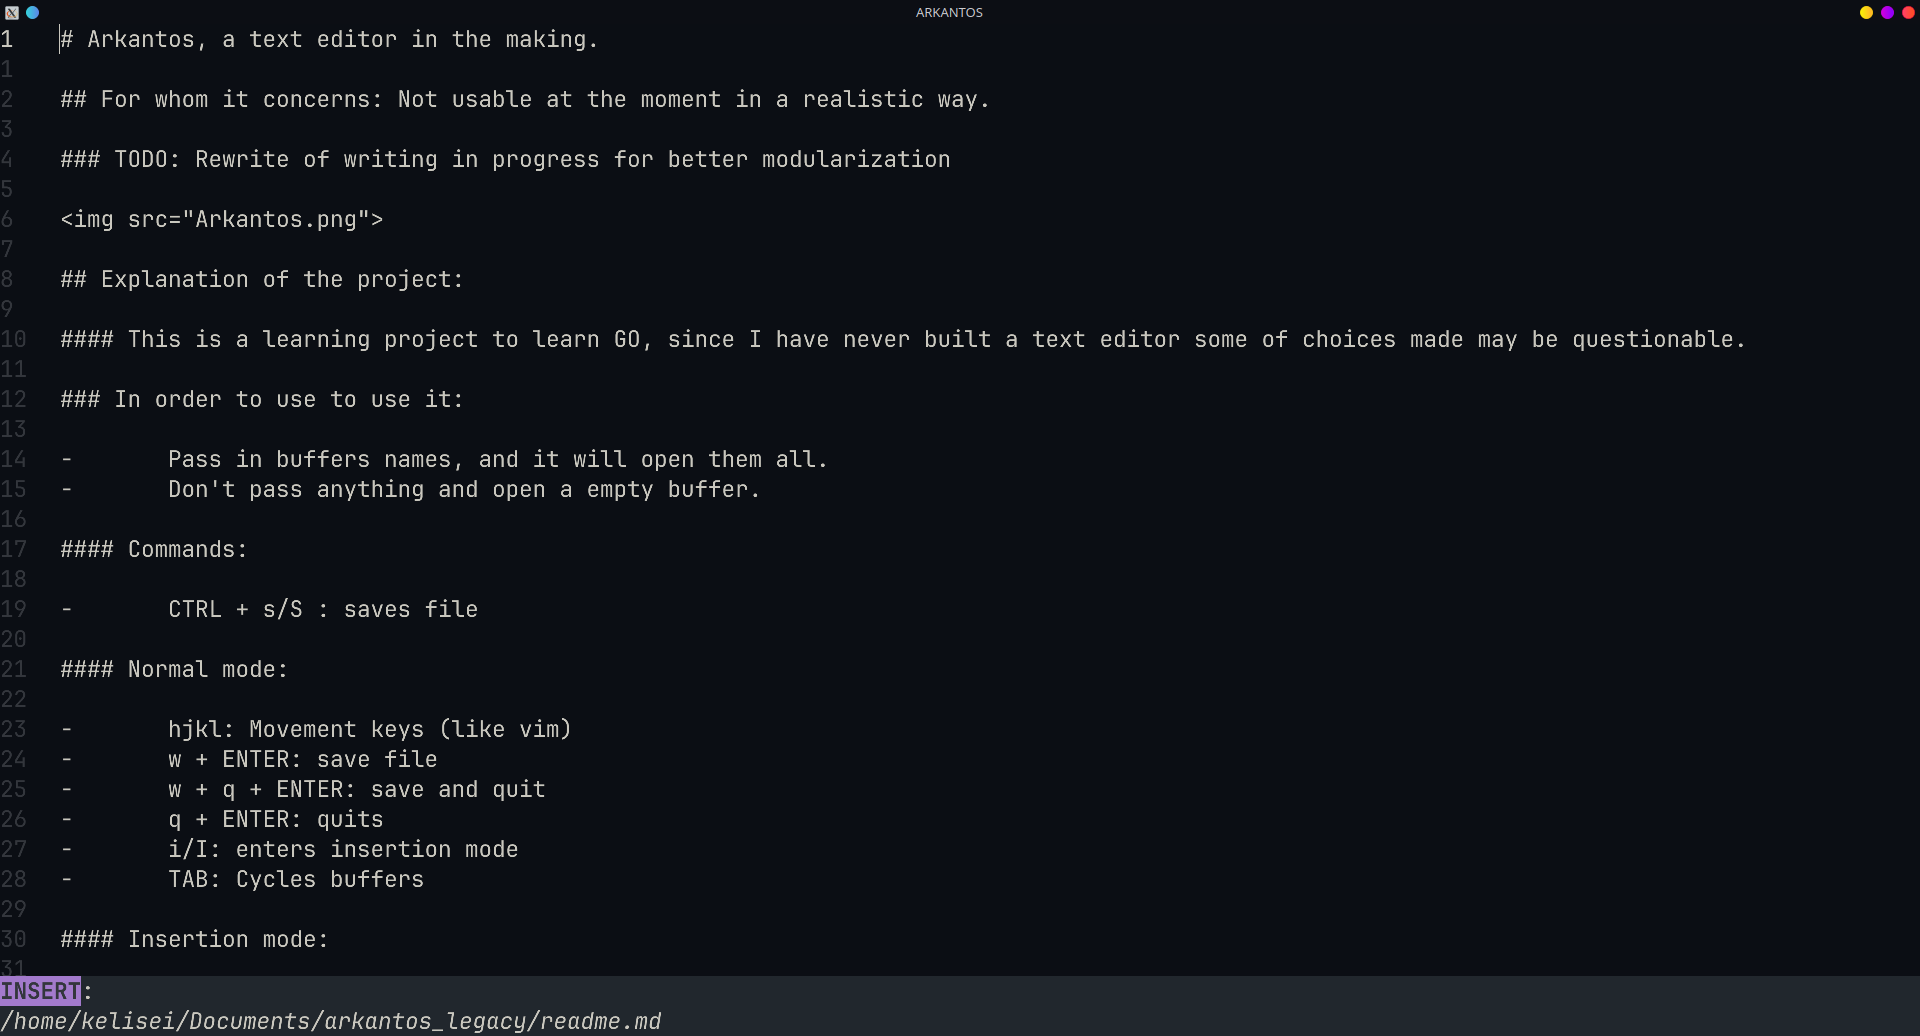 ARKANTOS
1 # Arkantos, a text editor in the making.
1
2 ## For whom it concerns: Not usable at the moment in a realistic way.
3
4 ### TODO: Rewrite of writing in progress for better modularization
5
6 <img src="Arkantos.png">
7
8 ## Explanation of the project:
9
10 #### This is a learning project to learn GO, since I have never built a text editor some of choices made may be questionable.
11
12 ### In order to use to use it:
13
14 - Pass in buffers names, and it will open them all.
15 - Don't pass anything and open a empty buffer.
16
17 #### Commands:
18
19 - CTRL + s/S : saves file
20
21 #### Normal mode:
22
23 - hjkl: Movement keys (like vim)
24 - w + ENTER: save file
25 - w + q + ENTER: save and quit
26 - q + ENTER: quits
27 - i/I: enters insertion mode
28 - TAB: Cycles buffers
29
30 #### Insertion mode:
31
INSERT:
/home/kelisei/Documents/arkantos_legacy/readme.md